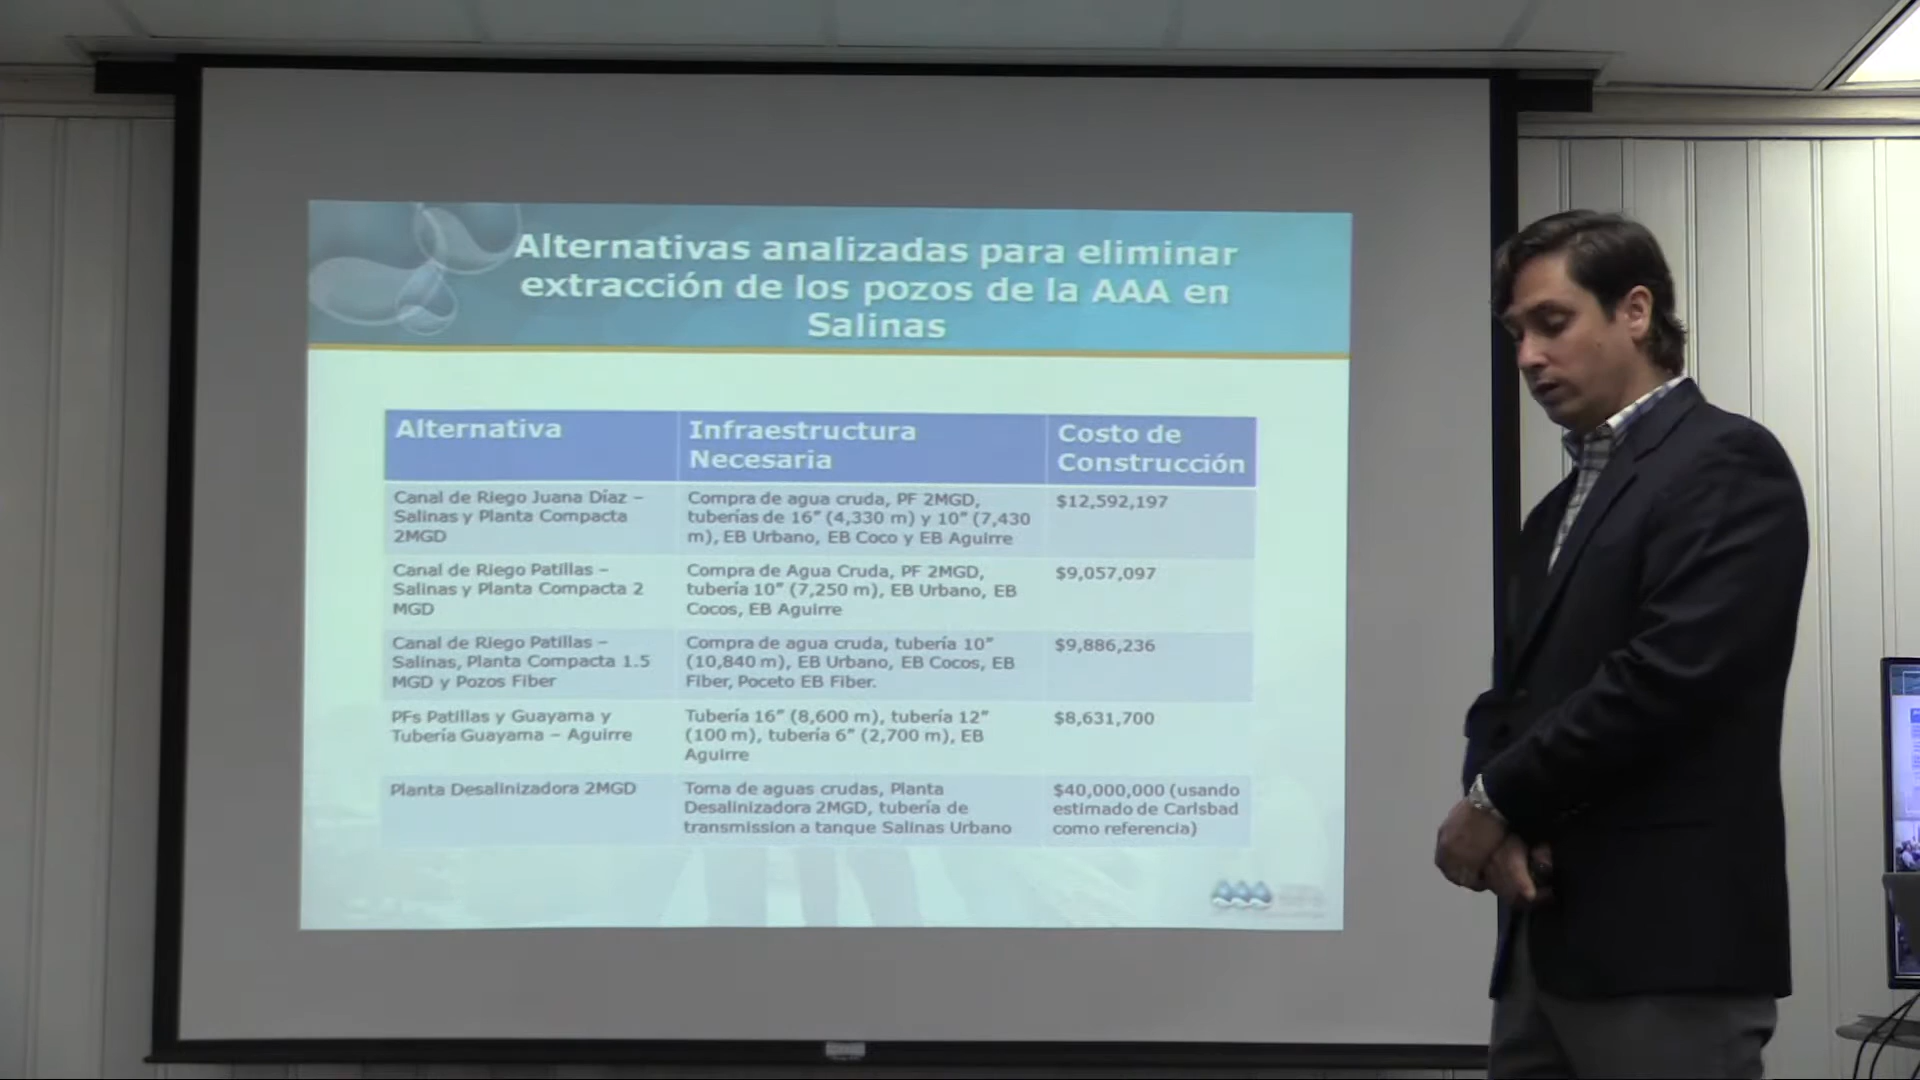 Alternativas analizadas para eliminar
extracción de los pozos de la AAA en
Salinas
Alternativa
Infraestructura
Necesaria
Costo de
Construcción
Canal de Riego Juana Díaz –
Salinas y Planta Compacta
2MGD
Compra de agua cruda, PF 2MGD,
tuberías de 16” (4,330 m) y 10” (7,430
m), EB Urbano, EB Coco y EB Aguirre
$12,592,197
Canal de Riego Patillas –
Salinas y Planta Compacta 2
MGD
Compra de Agua Cruda, PF 2MGD,
tubería 10” (7,250 m), EB Urbano, EB
Cocos, EB Aguirre
$9,057,097
Canal de Riego Patillas –
Salinas, Planta Compacta 1.5
MGD y Pozos Fiber
Compra de agua cruda, tubería 10”
(10,840 m), EB Urbano, EB Cocos, EB
Fiber, Poceto EB Fiber.
$9,886,236
PFs Patillas y Guayama y
Tubería Guayama – Aguirre
Tubería 16” (8,600 m), tubería 12”
(100 m), tubería 6” (2,700 m), EB
Aguirre
$8,631,700
Planta Desalinizadora 2MGD
Toma de aguas crudas, Planta
Desalinizadora 2MGD, tubería de
transmission a tanque Salinas Urbano
$40,000,000 (usando
estimado de Carlsbad
como referencia)